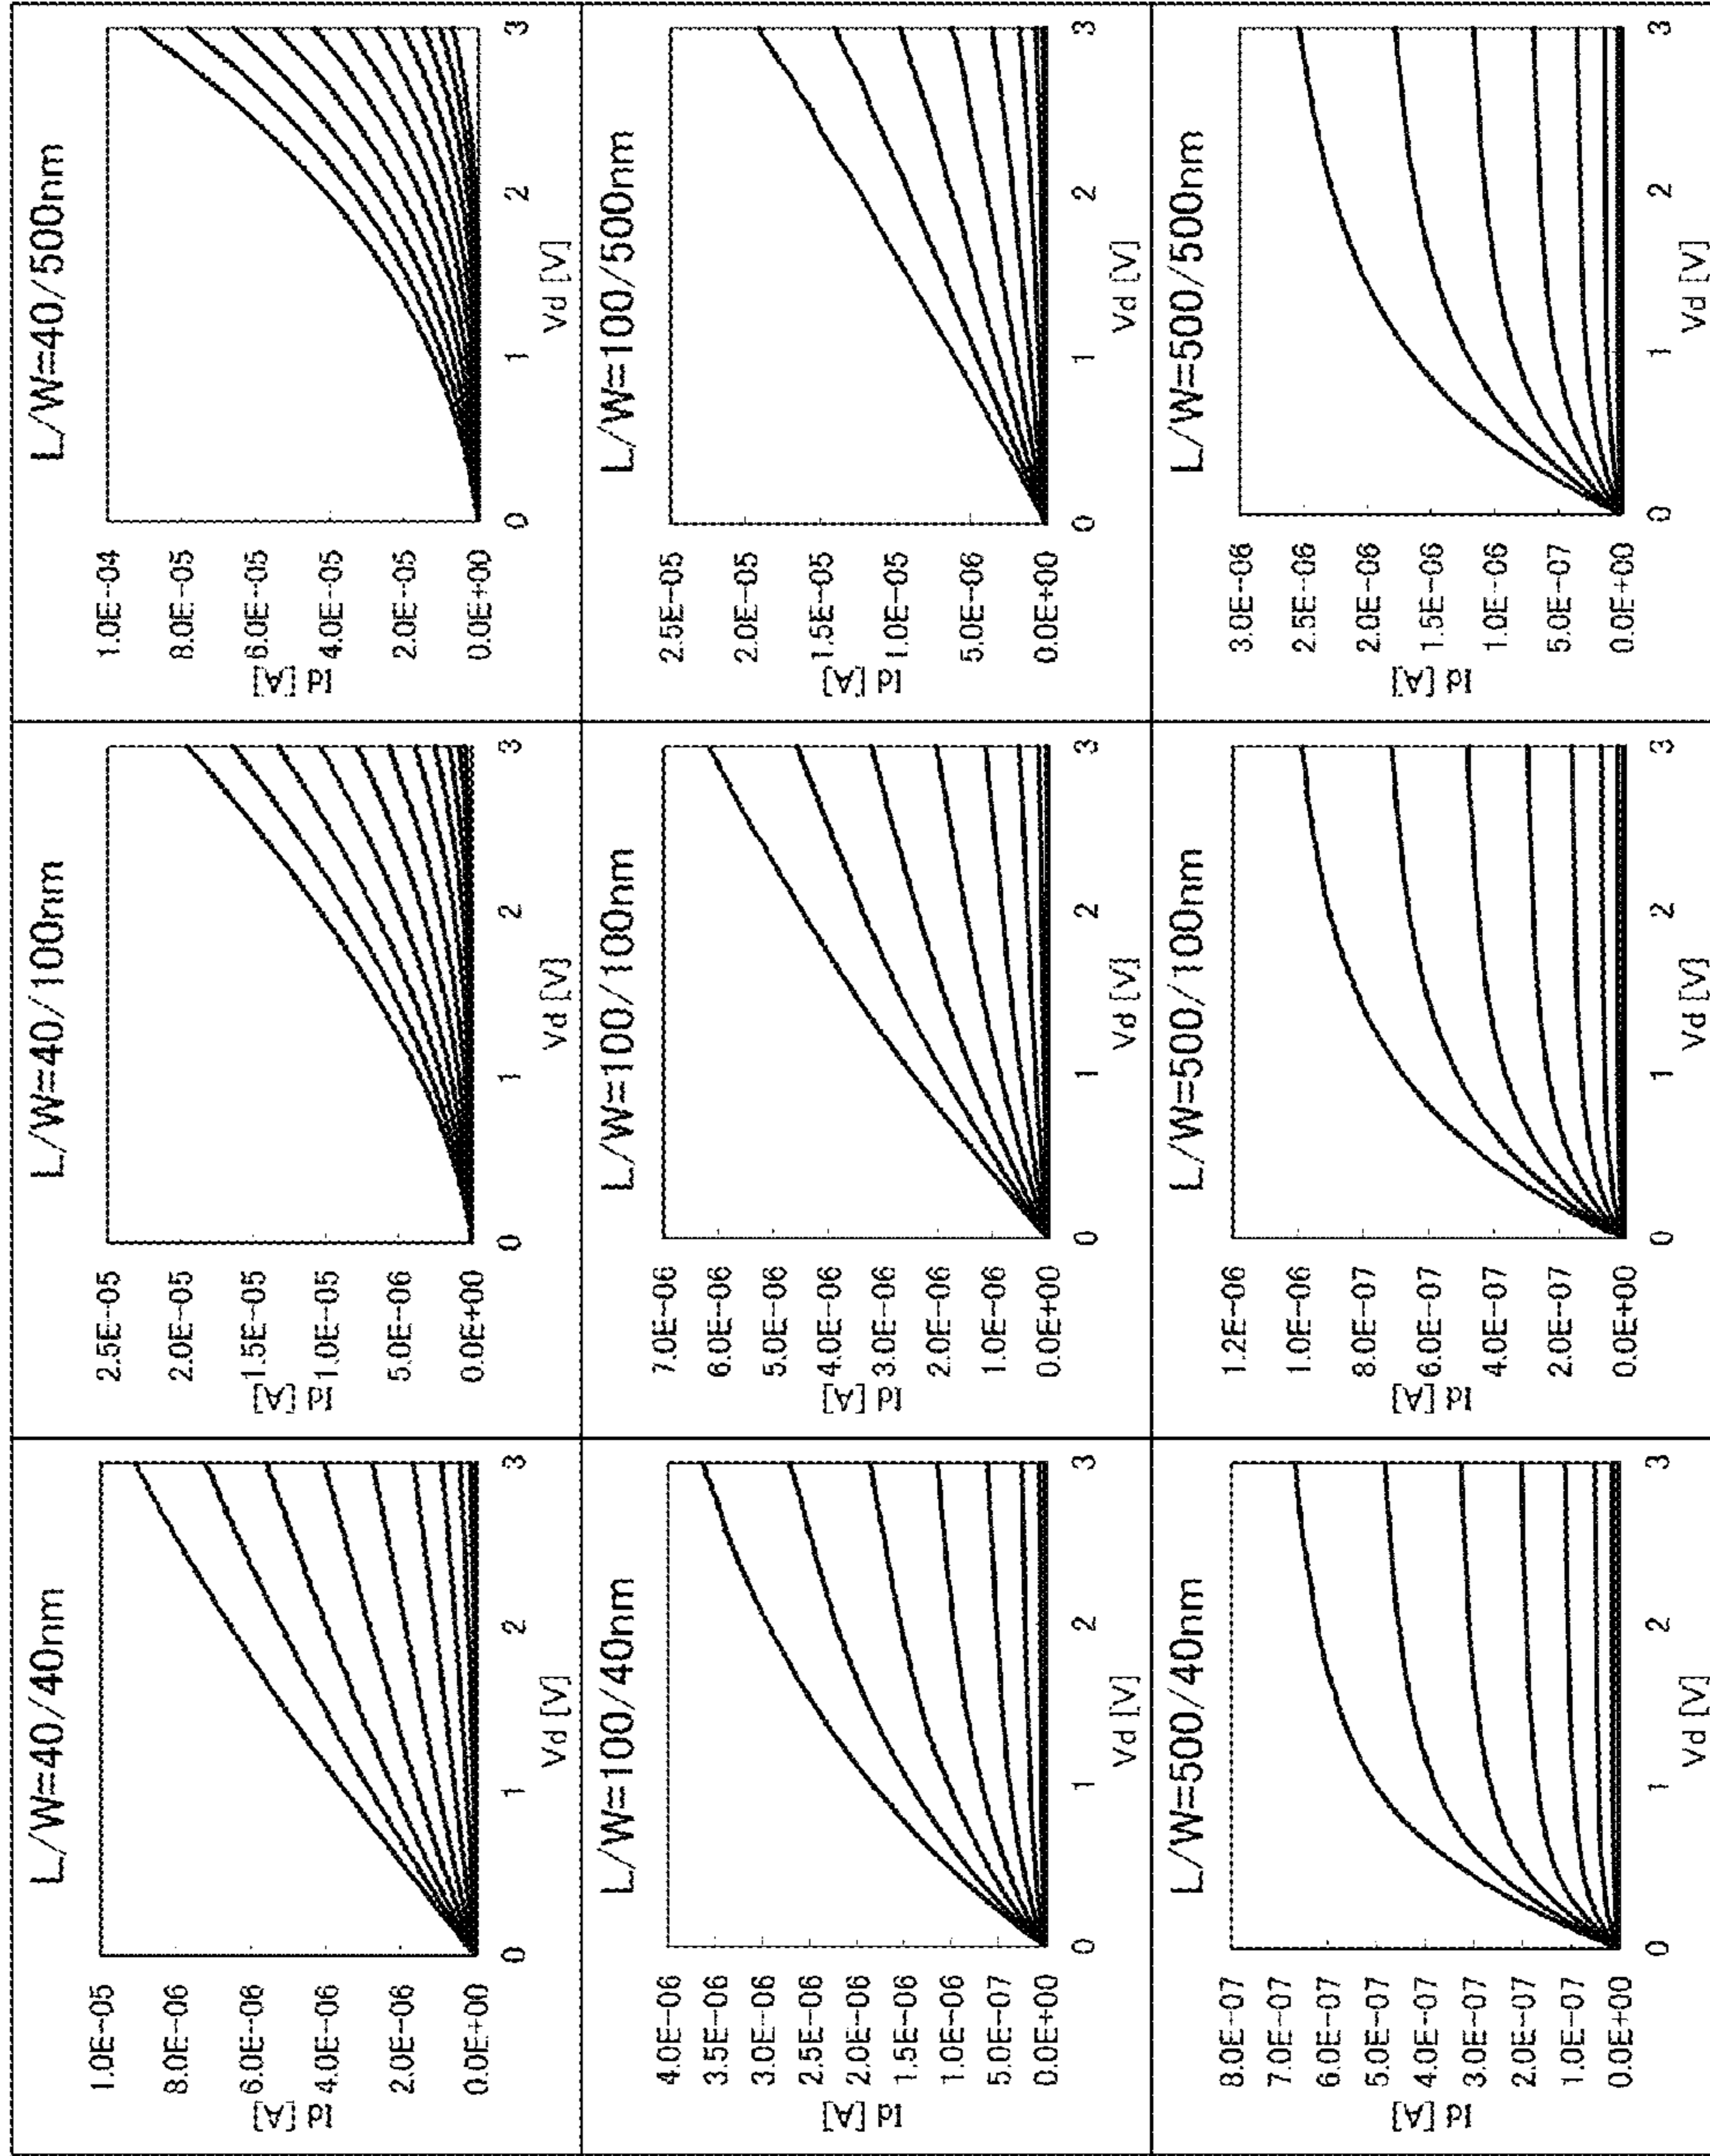 L/W=40/40nm
Id [A]
1.0E-05
8.0E-06
6.0E-06
4.0E-06
2.0E-06
0.0E+00
0 1 2 3
Vd [V]
L/W=40/100nm
Id [A]
2.5E-05
2.0E-05
1.5E-05
1.0E-05
5.0E-06
0.0E+00
0 1 2 3
Vd [V]
L/W=40/500nm
Id [A]
1.0E-04
8.0E-05
6.0E-05
4.0E-05
2.0E-05
0.0E+00
0 1 2 3
Vd [V]
L/W=100/40nm
Id [A]
4.0E-06
3.5E-06
3.0E-06
2.5E-06
2.0E-06
1.5E-06
1.0E-06
5.0E-07
0.0E+00
0 1 2 3
Vd [V]
L/W=100/100nm
Id [A]
7.0E-06
6.0E-06
5.0E-06
4.0E-06
3.0E-06
2.0E-06
1.0E-06
0.0E+00
0 1 2 3
Vd [V]
L/W=100/500nm
Id [A]
2.5E-05
2.0E-05
1.5E-05
1.0E-05
5.0E-06
0.0E+00
0 1 2 3
Vd [V]
L/W=500/40nm
Id [A]
8.0E-07
7.0E-07
6.0E-07
5.0E-07
4.0E-07
3.0E-07
2.0E-07
1.0E-07
0.0E+00
0 1 2 3
Vd [V]
L/W=500/100nm
Id [A]
1.2E-06
1.0E-06
8.0E-07
6.0E-07
4.0E-07
2.0E-07
0.0E+00
0 1 2 3
Vd [V]
L/W=500/500nm
Id [A]
3.0E-06
2.5E-06
2.0E-06
1.5E-06
1.0E-06
5.0E-07
0.0E+00
0 1 2 3
Vd [V]